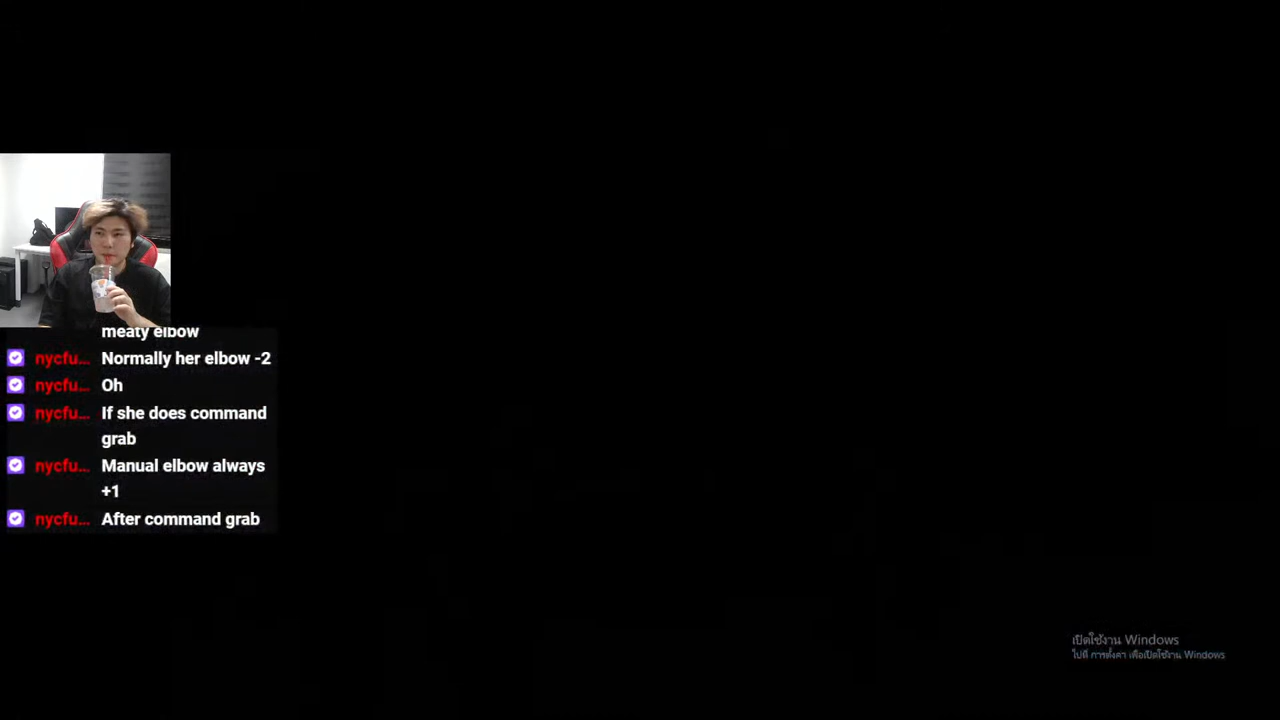 meaty elbow
nycfu... Normally her elbow -2
nycfu... Oh
nycfu... If she does command
grab
nycfu... Manual elbow always
+1
nycfu... After command grab
เปิดใช้งาน Windows
ไปที่ การตั้งค่า เพื่อเปิดใช้งาน Windows